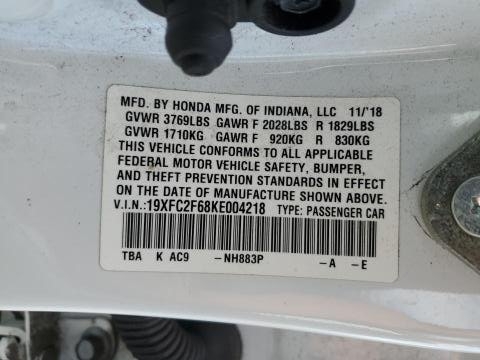 MFD. BY HONDA MFG. OF INDIANA, LLC 11/'18
GVWR 3769LBS GAWR F 2028LBS R 1829LBS
GVWR 1710KG GAWR F 920KG R 830KG
THIS VEHICLE CONFORMS TO ALL APPLICABLE
FEDERAL MOTOR VEHICLE SAFETY, BUMPER,
AND THEFT PREVENTION STANDARDS IN EFFECT
ON THE DATE OF MANUFACTURE SHOWN ABOVE.
V.I.N.: 19XFC2F68KE004218 TYPE: PASSENGER CAR
TBA K AC9 –NH883P –A –E